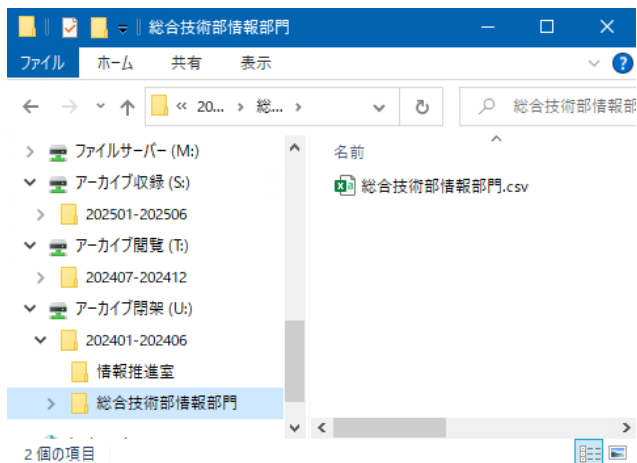 総合技術部情報部門
ファイル ホーム 共有 表示
« 20... › 総... › 総合技術部情報部
ファイルサーバー (M:)
アーカイブ収録 (S:)
202501-202506
アーカイブ閲覧 (T:)
202407-202412
アーカイブ閉架 (U:)
202401-202406
情報推進室
総合技術部情報部門
名前
総合技術部情報部門.csv
2 個の項目